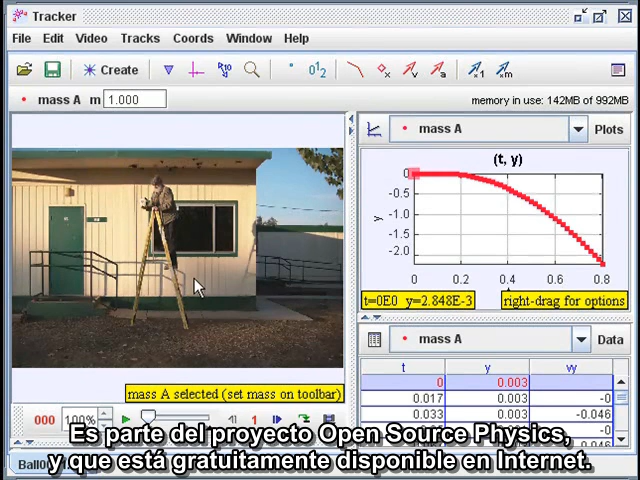 Tracker
File Edit Video Tracks Coords Window Help
Create
mass A m 1.000
memory in use: 142MB of 992MB
mass A Plots
(t, y)
0
-0.5
-1.0
-1.5
-2.0
y
0 0.2 0.4 0.6 0.8
t=0E0 y=2.848E-3 right-drag for options
mass A Data
t y vy
0 0.003
0.017 0.003 -0
0.033 0.003 -0.046
mass A selected (set mass on toolbar)
000 100% 1
Es parte del proyecto Open Source Physics,
y que está gratuitamente disponible en Internet.